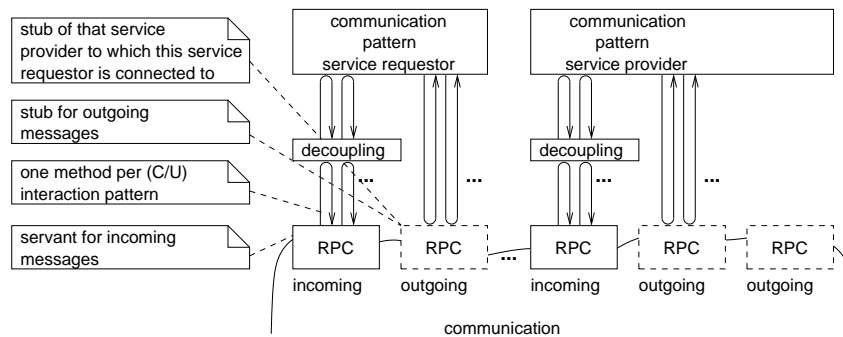 stub of that service
provider to which this service
requestor is connected to
stub for outgoing
messages
one method per (C/U)
interaction pattern
servant for incoming
messages
communication
pattern
service requestor
communication
pattern
service provider
decoupling
decoupling
...
...
...
...
RPC
RPC
...
RPC
RPC
RPC
incoming
outgoing
incoming
outgoing
outgoing
communication